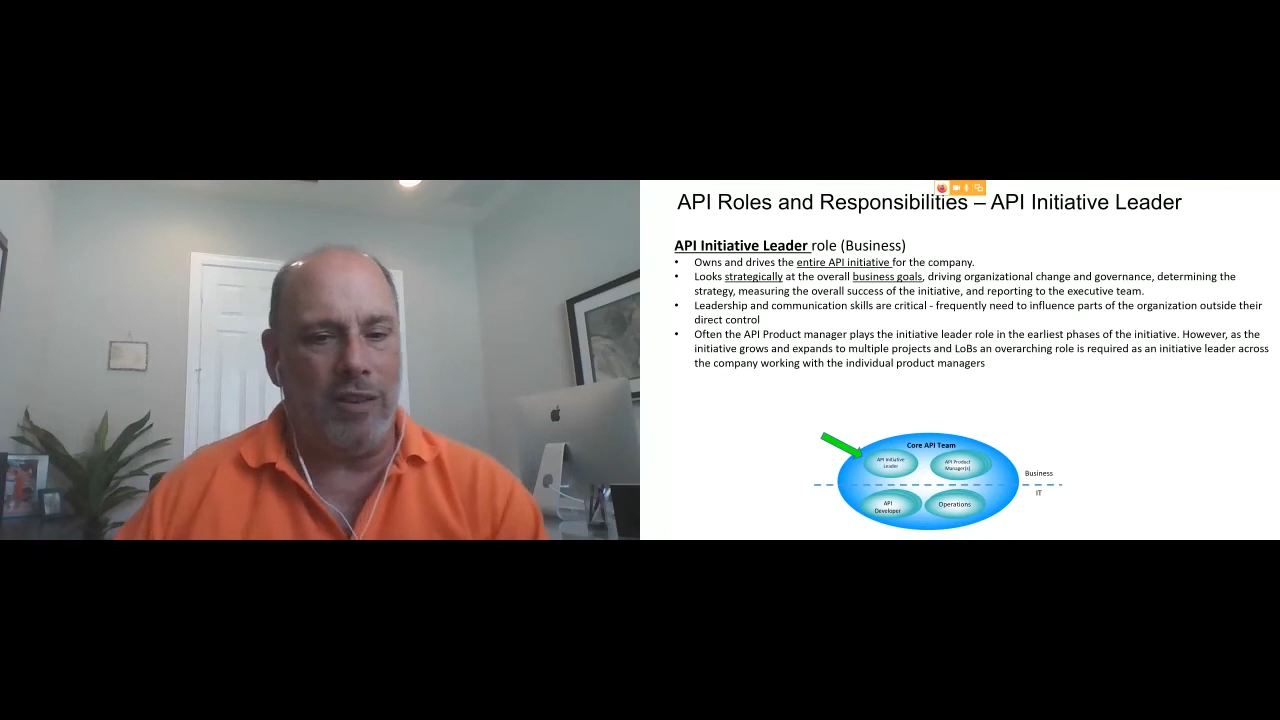 API Roles and Responsibilities – API Initiative Leader
API Initiative Leader role (Business)
• Owns and drives the entire API initiative for the company.
• Looks strategically at the overall business goals, driving organizational change and governance, determining the
strategy, measuring the overall success of the initiative, and reporting to the executive team.
• Leadership and communication skills are critical - frequently need to influence parts of the organization outside their
direct control
• Often the API Product manager plays the initiative leader role in the earliest phases of the initiative. However, as the
initiative grows and expands to multiple projects and LoBs an overarching role is required as an initiative leader across
the company working with the individual product managers
Core API Team
API Initiative
Leader
API Product
Manager(s)
Business
IT
API
Developer
Operations